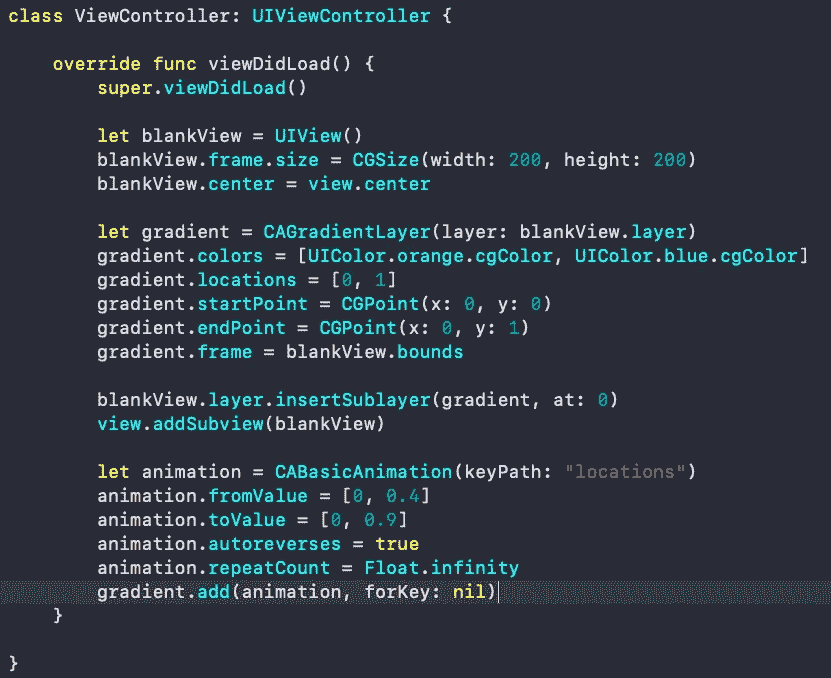 class ViewController: UIViewController {
    override func viewDidLoad() {
        super.viewDidLoad()
        let blankView = UIView()
        blankView.frame.size = CGSize(width: 200, height: 200)
        blankView.center = view.center
        let gradient = CAGradientLayer(layer: blankView.layer)
        gradient.colors = [UIColor.orange.cgColor, UIColor.blue.cgColor]
        gradient.locations = [0, 1]
        gradient.startPoint = CGPoint(x: 0, y: 0)
        gradient.endPoint = CGPoint(x: 0, y: 1)
        gradient.frame = blankView.bounds
        blankView.layer.insertSublayer(gradient, at: 0)
        view.addSubview(blankView)
        let animation = CABasicAnimation(keyPath: "locations")
        animation.fromValue = [0, 0.4]
        animation.toValue = [0, 0.9]
        animation.autoreverses = true
        animation.repeatCount = Float.infinity
        gradient.add(animation, forKey: nil)
    }
}